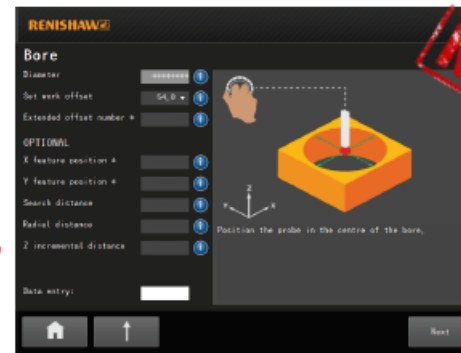 RENISHAW
Bore
Diameter ********
Set work offset 54.0
Extended offset number *
OPTIONAL
X feature position *
Y feature position *
Search distance
Radial distance
Z incremental distance
Z
Y X
Position the probe in the centre of the bore.
Data entry:
Next